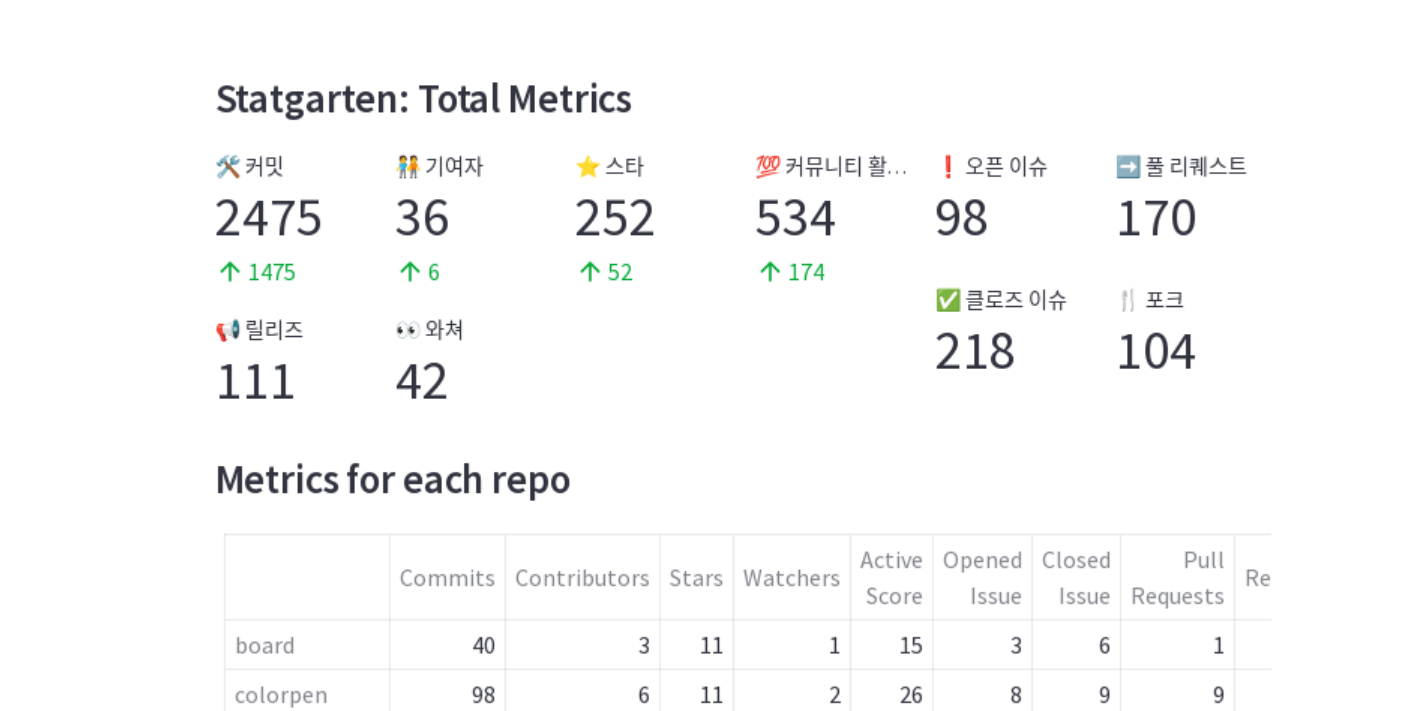 Statgarten: Total Metrics
🛠️ 커밋
2475
↑ 1475
🧑‍🤝‍🧑 기여자
36
↑ 6
⭐ 스타
252
↑ 52
💯 커뮤니티 활…
534
↑ 174
❗ 오픈 이슈
98
➡️ 풀 리퀘스트
170
✅ 클로즈 이슈
218
🍴 포크
104
📢 릴리즈
111
👀 와쳐
42
Metrics for each repo
Commits Contributors Stars Watchers Active Score Opened Issue Closed Issue Pull Requests Re
board 40 3 11 1 15 3 6 1
colorpen 98 6 11 2 26 8 9 9